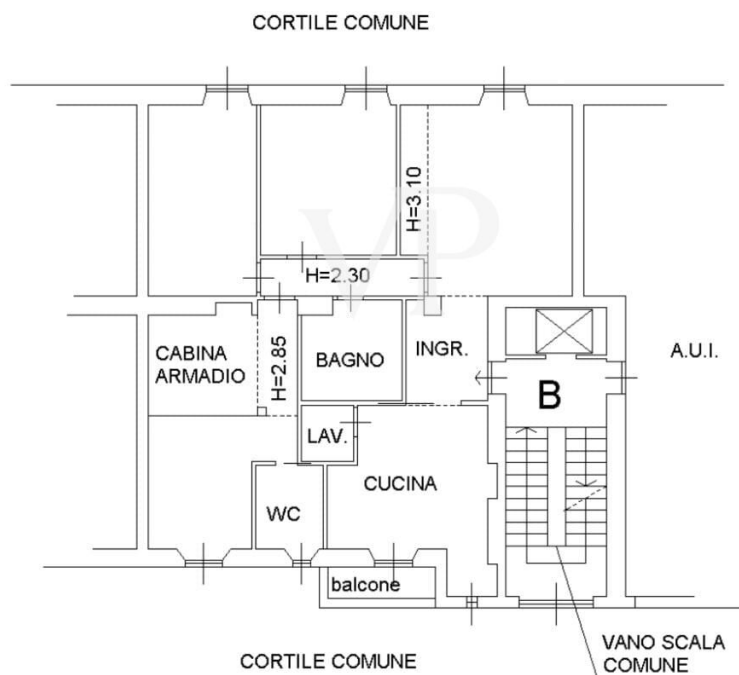 CORTILE COMUNE
H=3.10
VP
H=2.30
CABINA
ARMADIO
H=2.85
BAGNO
INGR.
A.U.I.
B
LAV.
CUCINA
WC
balcone
CORTILE COMUNE
VANO SCALA
COMUNE